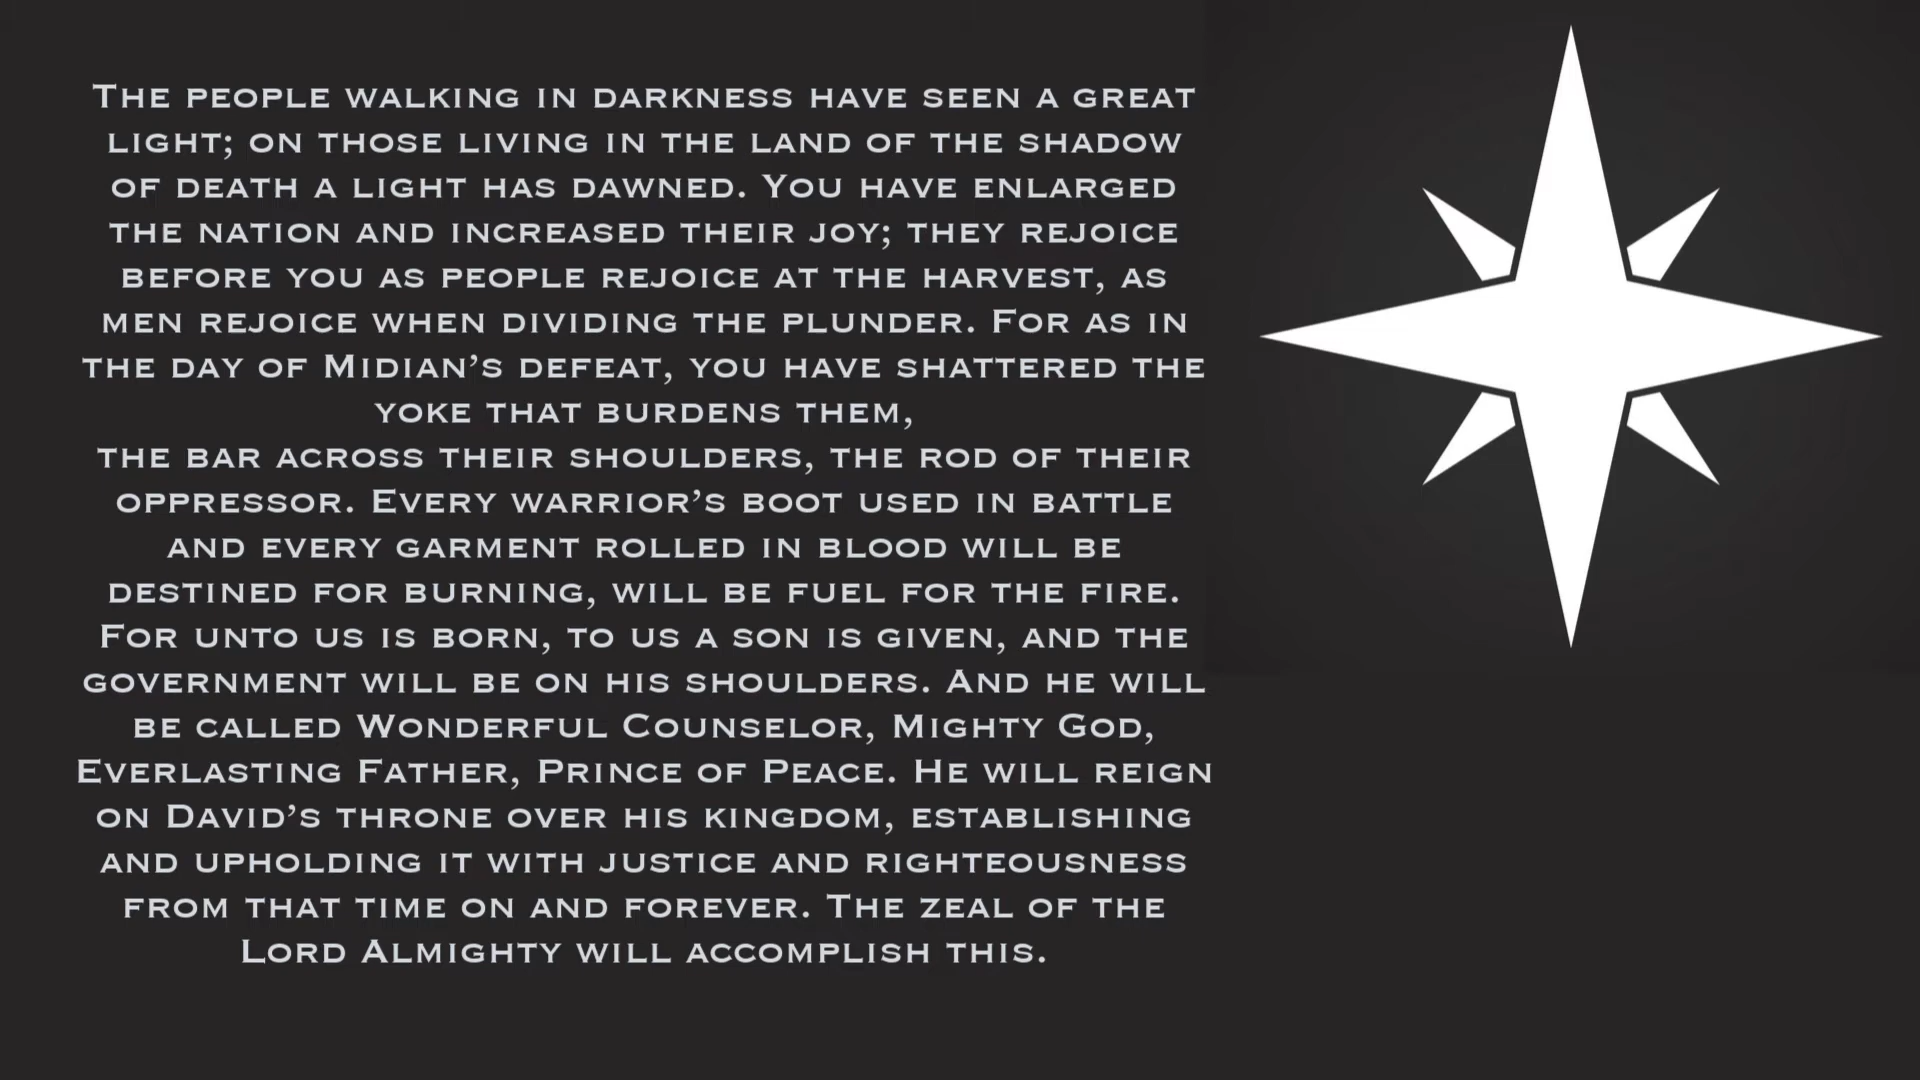 The people walking in darkness have seen a great
light; on those living in the land of the shadow
of death a light has dawned. You have enlarged
the nation and increased their joy; they rejoice
before you as people rejoice at the harvest, as
men rejoice when dividing the plunder. For as in
the day of Midian’s defeat, you have shattered the
yoke that burdens them,
the bar across their shoulders, the rod of their
oppressor. Every warrior’s boot used in battle
and every garment rolled in blood will be
destined for burning, will be fuel for the fire.
For unto us is born, to us a son is given, and the
government will be on his shoulders. And he will
be called Wonderful Counselor, Mighty God,
Everlasting Father, Prince of Peace. He will reign
on David’s throne over his kingdom, establishing
and upholding it with justice and righteousness
from that time on and forever. The zeal of the
Lord Almighty will accomplish this.